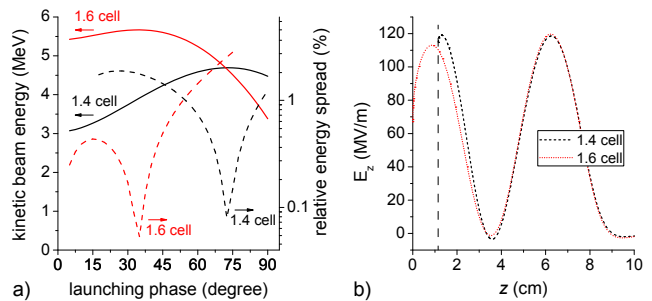 1.6 cell
1.4 cell
1.6 cell
1.4 cell
6
5
4
3
2
1
0
kinetic beam energy (MeV)
1
0.1
relative energy spread (%)
0 15 30 45 60 75 90
launching phase (degree)
a)
120
100
80
60
40
20
0
E_z (MV/m)
1.4 cell
1.6 cell
0 2 4 6 8 10
z (cm)
b)